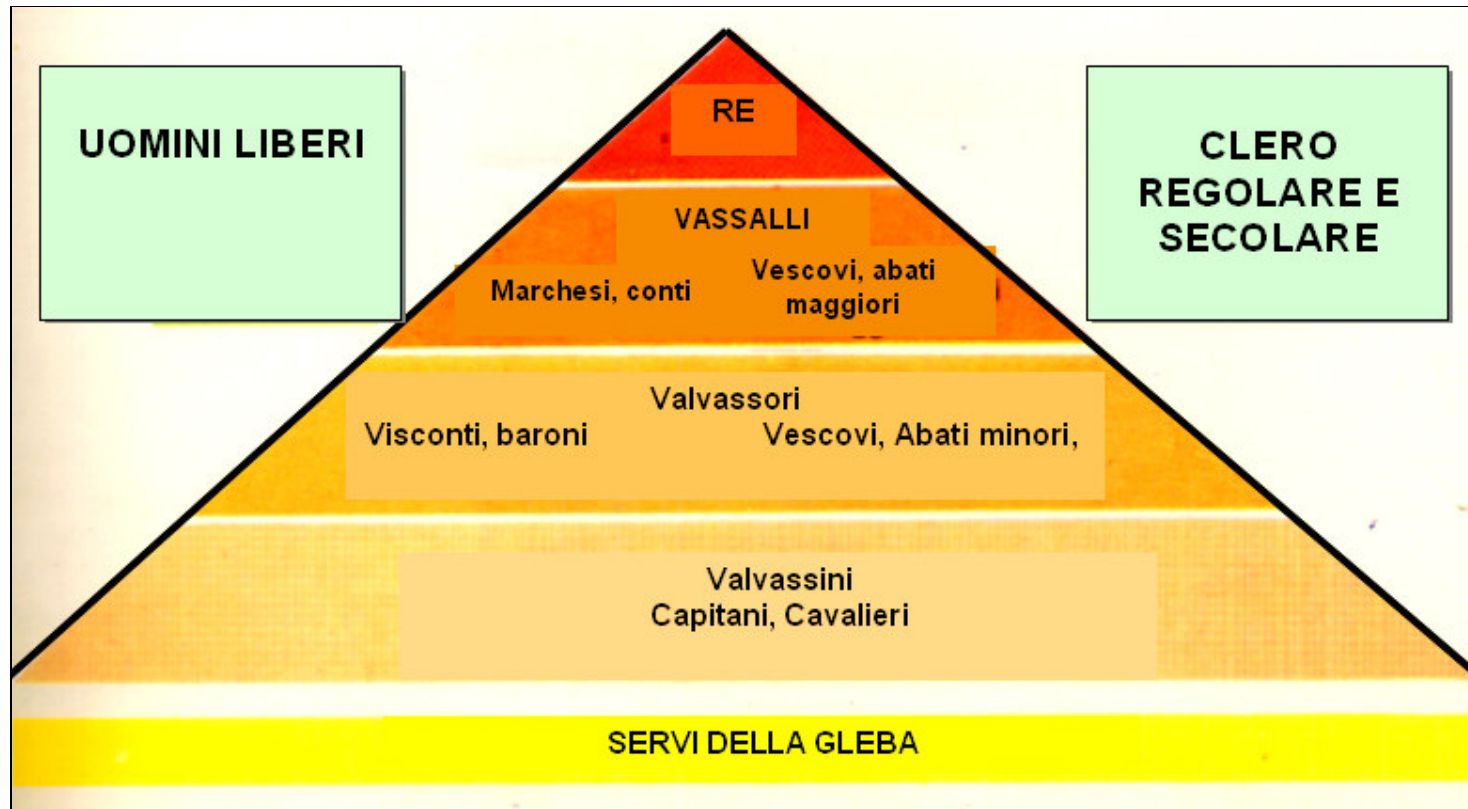 UOMINI LIBERI
CLERO
REGOLARE E
SECOLARE
RE
VASSALLI
Marchesi, conti
Vescovi, abati
maggiori
Valvassori
Visconti, baroni Vescovi, Abati minori,
Valvassini
Capitani, Cavalieri
SERVI DELLA GLEBA